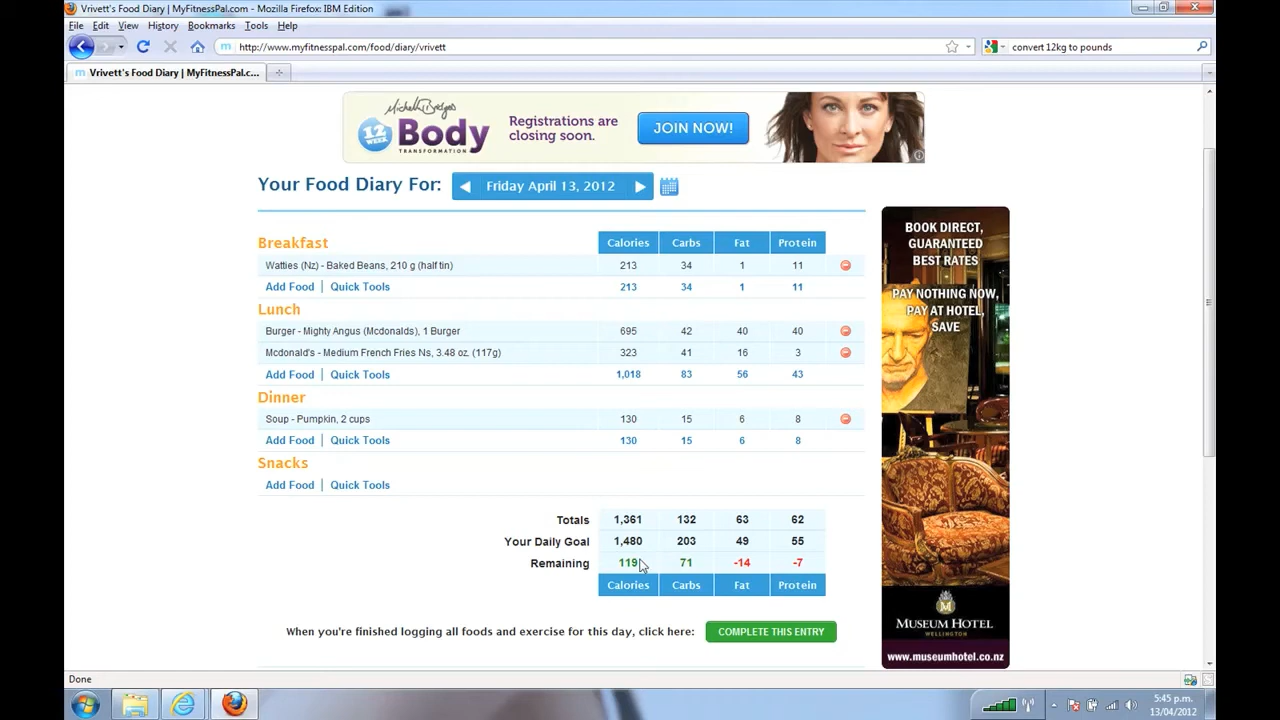 Vrivett's Food Diary | MyFitnessPal.com - Mozilla Firefox: IBM Edition
File Edit View History Bookmarks Tools Help
http://www.myfitnesspal.com/food/diary/vrivett
convert 12kg to pounds
Vrivett's Food Diary | MyFitnessPal.c...
Michelle Bridges
12 WEEK Body TRANSFORMATION
Registrations are
closing soon.
JOIN NOW!
Your Food Diary For: Friday April 13, 2012
Breakfast Calories Carbs Fat Protein
Watties (Nz) - Baked Beans, 210 g (half tin) 213 34 1 11
Add Food | Quick Tools 213 34 1 11
Lunch
Burger - Mighty Angus (Mcdonalds), 1 Burger 695 42 40 40
Mcdonald's - Medium French Fries Ns, 3.48 oz. (117g) 323 41 16 3
Add Food | Quick Tools 1,018 83 56 43
Dinner
Soup - Pumpkin, 2 cups 130 15 6 8
Add Food | Quick Tools 130 15 6 8
Snacks
Add Food | Quick Tools
Totals 1,361 132 63 62
Your Daily Goal 1,480 203 49 55
Remaining 119 71 -14 -7
Calories Carbs Fat Protein
When you're finished logging all foods and exercise for this day, click here: COMPLETE THIS ENTRY
BOOK DIRECT,
GUARANTEED
BEST RATES
PAY NOTHING NOW,
PAY AT HOTEL,
SAVE
MUSEUM HOTEL
WELLINGTON
www.museumhotel.co.nz
Done
5:45 p.m.
13/04/2012